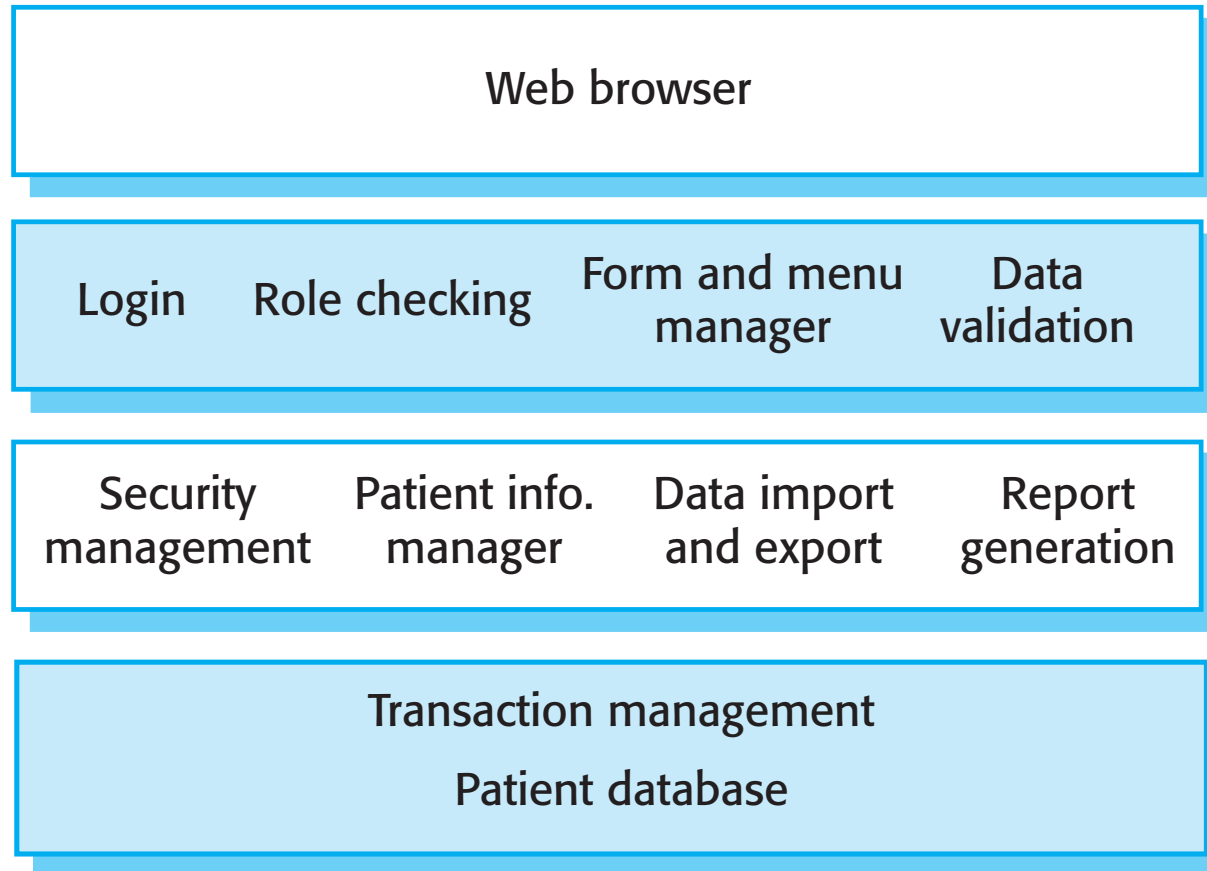 Web browser
Login
Role checking
Form and menu
manager
Data
validation
Security
management
Patient info.
manager
Data import
and export
Report
generation
Transaction management
Patient database